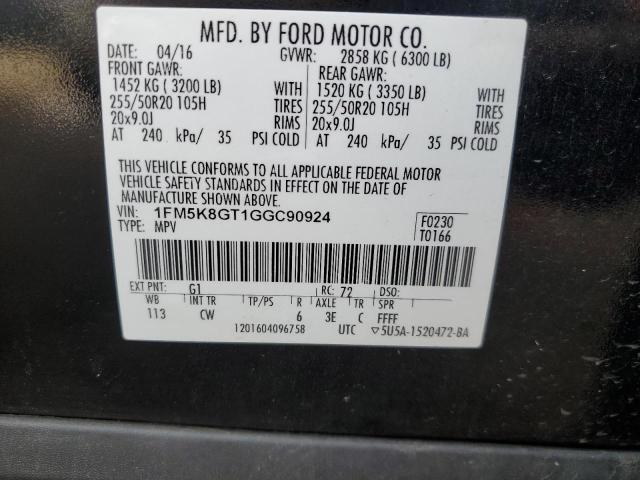 MFD. BY FORD MOTOR CO.
DATE: 04/16 GVWR: 2858 KG ( 6300 LB)
FRONT GAWR: REAR GAWR:
1452 KG ( 3200 LB) WITH 1520 KG ( 3350 LB) WITH
255/50R20 105H TIRES 255/50R20 105H TIRES
20x9.0J RIMS 20x9.0J RIMS
AT 240 kPa/ 35 PSI COLD AT 240 kPa/ 35 PSI COLD
THIS VEHICLE CONFORMS TO ALL APPLICABLE FEDERAL MOTOR
VEHICLE SAFETY STANDARDS IN EFFECT ON THE DATE OF
MANUFACTURE SHOWN ABOVE.
VIN: 1FM5K8GT1GGC90924 F0230
TYPE: MPV T0166
EXT PNT: G1 RC: 72 DSO:
WB INT TR TP/PS R AXLE TR SPR
113 CW 6 3E C FFFF
1201604096758 UTC ▽5U5A-1520472-BA